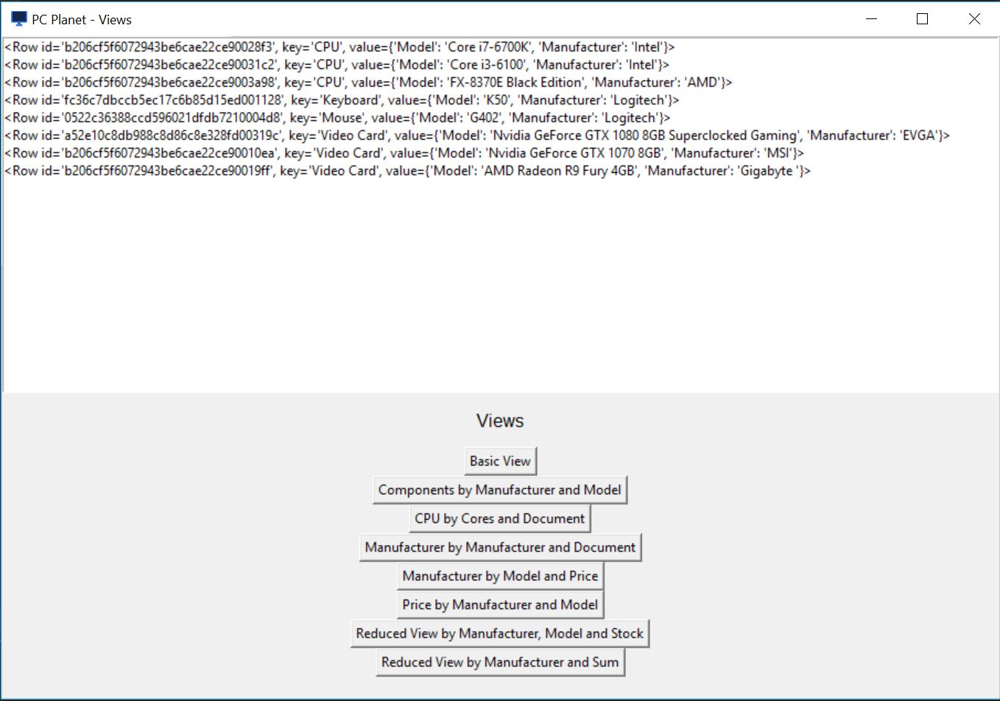 PC Planet - Views
<Row id='b206cf5f6072943be6cae22ce90028f3', key='CPU', value={'Model': 'Core i7-6700K', 'Manufacturer': 'Intel'}>
<Row id='b206cf5f6072943be6cae22ce90031c2', key='CPU', value={'Model': 'Core i3-6100', 'Manufacturer': 'Intel'}>
<Row id='b206cf5f6072943be6cae22ce9003a98', key='CPU', value={'Model': 'FX-8370E Black Edition', 'Manufacturer': 'AMD'}>
<Row id='fc36c7dbccb5ec17c6b85d15ed001128', key='Keyboard', value={'Model': 'K50', 'Manufacturer': 'Logitech'}>
<Row id='0522c36388ccd596021dfdb7210004d8', key='Mouse', value={'Model': 'G402', 'Manufacturer': 'Logitech'}>
<Row id='a52e10c8db988c8d86c8e328fd00319c', key='Video Card', value={'Model': 'Nvidia GeForce GTX 1080 8GB Superclocked Gaming', 'Manufacturer': 'EVGA'}>
<Row id='b206cf5f6072943be6cae22ce90010ea', key='Video Card', value={'Model': 'Nvidia GeForce GTX 1070 8GB', 'Manufacturer': 'MSI'}>
<Row id='b206cf5f6072943be6cae22ce90019ff', key='Video Card', value={'Model': 'AMD Radeon R9 Fury 4GB', 'Manufacturer': 'Gigabyte '}>
Views
Basic View
Components by Manufacturer and Model
CPU by Cores and Document
Manufacturer by Manufacturer and Document
Manufacturer by Model and Price
Price by Manufacturer and Model
Reduced View by Manufacturer, Model and Stock
Reduced View by Manufacturer and Sum